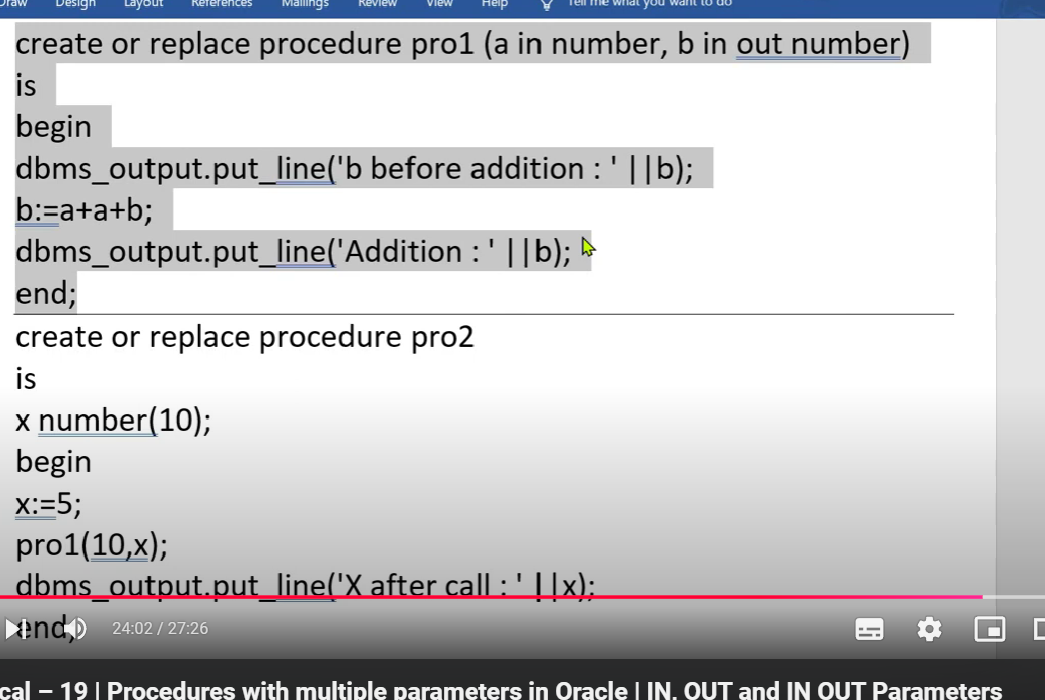 Draw Design Layout References Mailings Review View Help Tell me what you want to do
create or replace procedure pro1 (a in number, b in out number)
is
begin
dbms_output.put_line('b before addition : ' ||b);
b:=a+a+b;
dbms_output.put_line('Addition : ' ||b);
end;
create or replace procedure pro2
is
x number(10);
begin
x:=5;
pro1(10,x);
dbms_output.put_line('X after call : ' ||x);
end;
24:02 / 27:26
cal – 19 | Procedures with multiple parameters in Oracle | IN, OUT and IN OUT Parameters